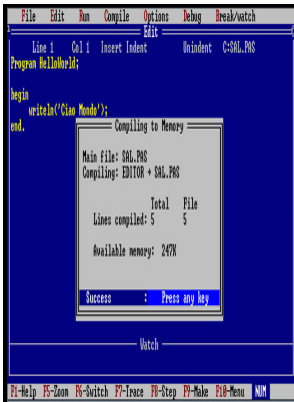 File Edit Run Compile Options Debug Break/watch
Edit
Line 1 Col 1 Insert Indent Unindent C:SAL.PAS
Program HelloWorld;
begin
writeln('Ciao Mondo');
end.
Compiling to Memory
Main file: SAL.PAS
Compiling: EDITOR → SAL.PAS
Total File
Lines compiled: 5 5
Available memory: 247K
Success : Press any key
Watch
F1-Help F5-Zoom F6-Switch F7-Trace F8-Step F9-Make F10-Menu NUM